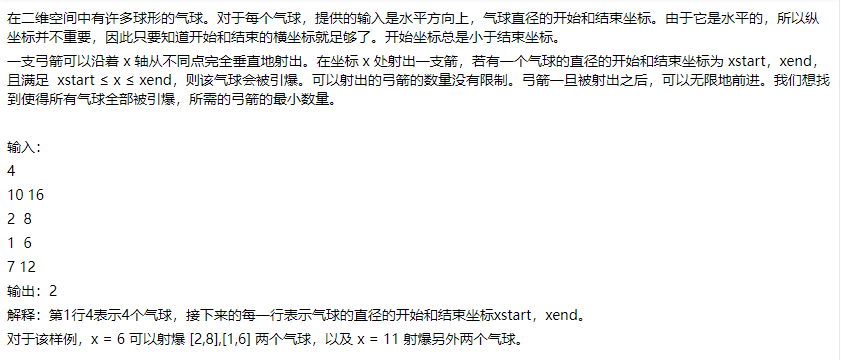 在二维空间中有许多球形的气球。对于每个气球，提供的输入是水平方向上，气球直径的开始和结束坐标。由于它是水平的，所以纵
坐标并不重要，因此只要知道开始和结束的横坐标就足够了。开始坐标总是小于结束坐标。
一支弓箭可以沿着 x 轴从不同点完全垂直地射出。在坐标 x 处射出一支箭，若有一个气球的直径的开始和结束坐标为 xstart，xend，
且满足  xstart ≤ x ≤ xend，则该气球会被引爆。可以射出的弓箭的数量没有限制。弓箭一旦被射出之后，可以无限地前进。我们想找
到使得所有气球全部被引爆，所需的弓箭的最小数量。
输入：
4
10 16
2  8
1  6
7 12
输出：2
解释：第1行4表示4个气球，接下来的每一行表示气球的直径的开始和结束坐标xstart，xend。
对于该样例，x = 6 可以射爆 [2,8],[1,6] 两个气球，以及 x = 11 射爆另外两个气球。